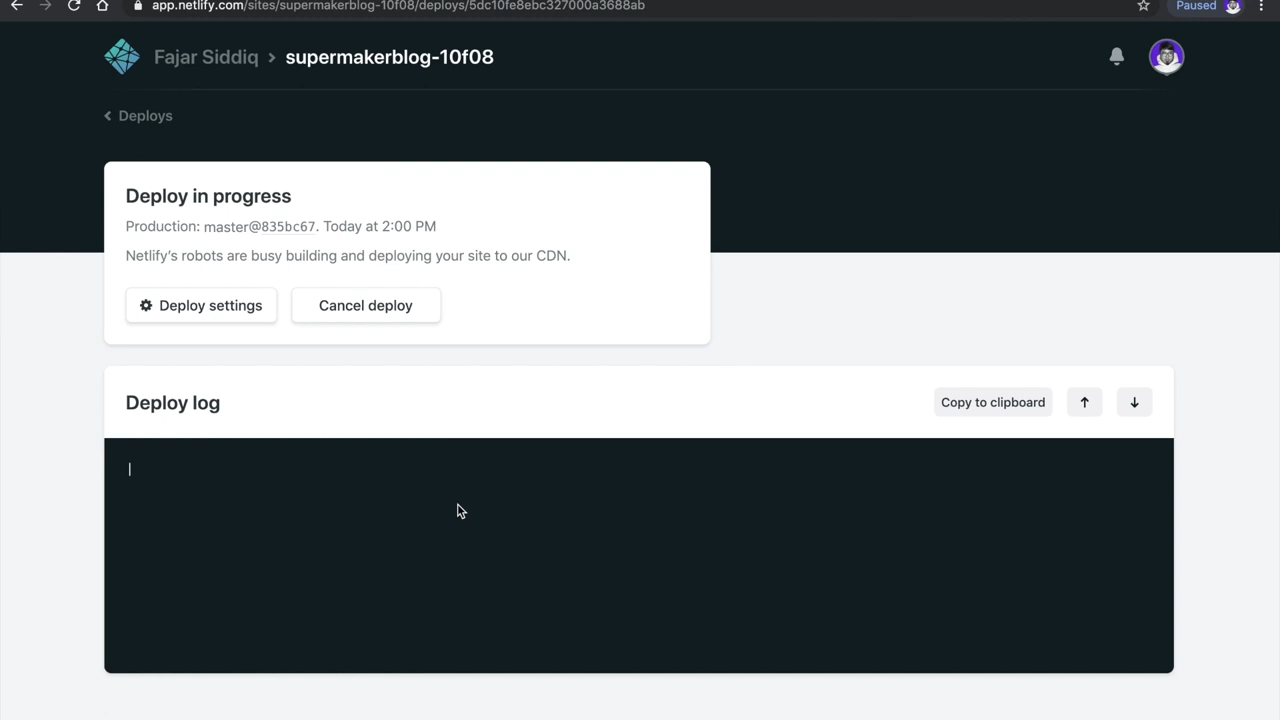 app.netlify.com/sites/supermakerblog-10f08/deploys/5dc10fe8ebc327000a3688ab
Paused
Fajar Siddiq > supermakerblog-10f08
Deploys
Deploy in progress
Production: master@835bc67. Today at 2:00 PM
Netlify's robots are busy building and deploying your site to our CDN.
Deploy settings
Cancel deploy
Deploy log
Copy to clipboard